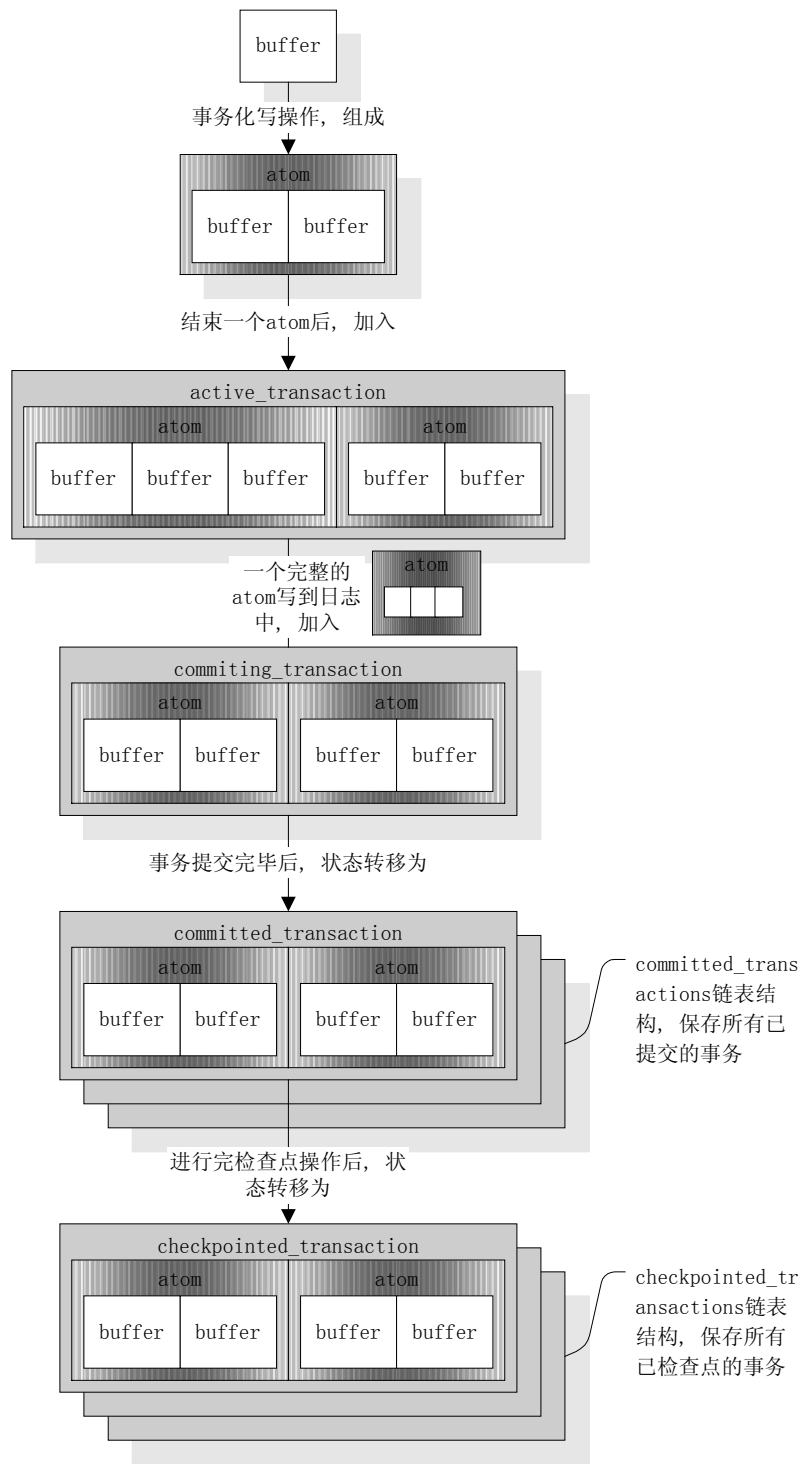 buffer
事务化写操作, 组成
atom
buffer buffer
结束一个atom后, 加入
active_transaction
atom atom
buffer buffer buffer buffer buffer
一个完整的
atom写到日志
中, 加入
atom
commiting_transaction
atom atom
buffer buffer buffer buffer
事务提交完毕后, 状态转移为
committed_transaction
atom atom
buffer buffer buffer buffer
committed_trans
actions链表结
构, 保存所有已
提交的事务
进行完检查点操作后, 状
态转移为
checkpointed_transaction
atom atom
buffer buffer buffer buffer
checkpointed_tr
ansactions链表
结构, 保存所有
已检查点的事务